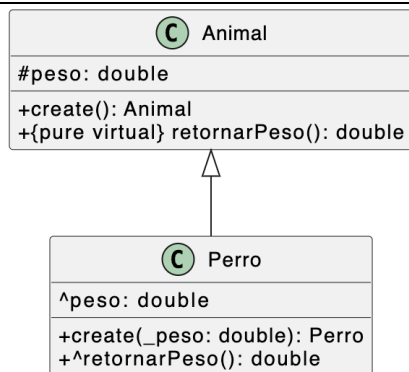 C Animal
#peso: double
+create(): Animal
+{pure virtual} retornarPeso(): double
C Perro
^peso: double
+create(_peso: double): Perro
+^retornarPeso(): double